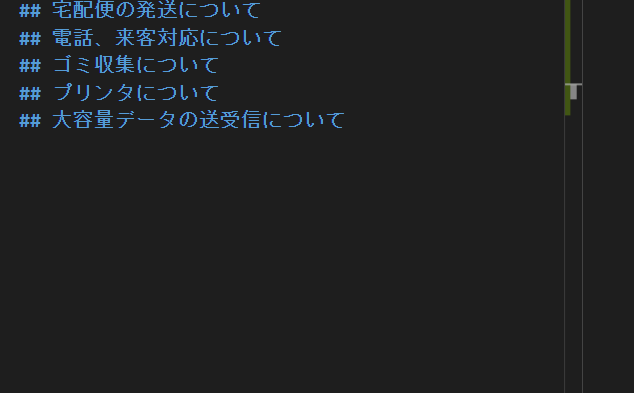 ## 宅配便の発送について
## 電話、来客対応について
## ゴミ収集について
## プリンタについて
## 大容量データの送受信について